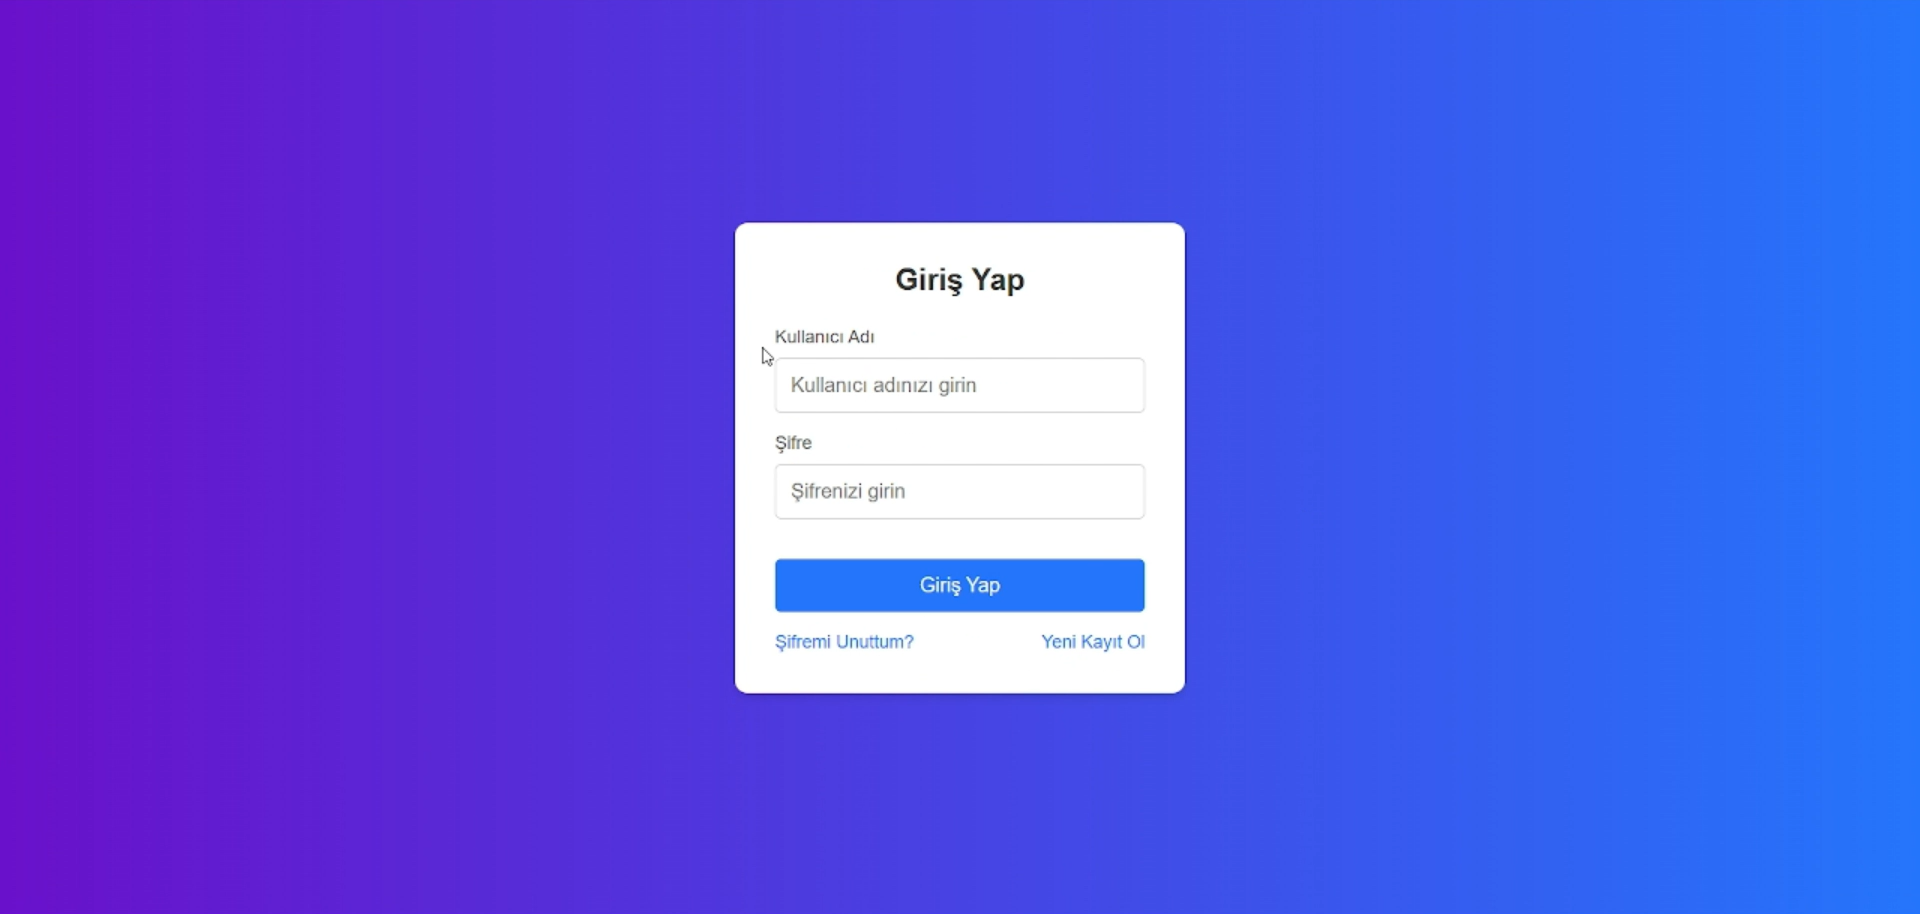 Giriş Yap
Kullanıcı Adı
Kullanıcı adınızı girin
Şifre
Şifrenizi girin
Giriş Yap
Şifremi Unuttum? Yeni Kayıt Ol